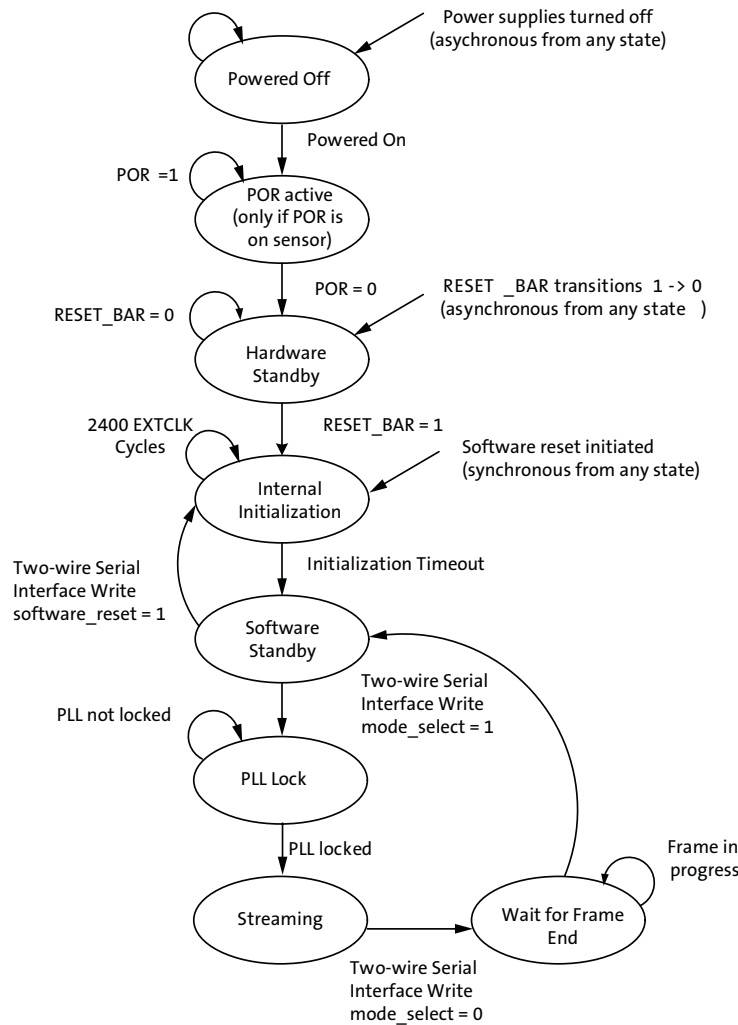 Power supplies turned off
(asychronous from any state)
Powered Off
Powered On
POR =1
POR active
(only if POR is
on sensor)
POR = 0
RESET _BAR transitions 1 -> 0
(asynchronous from any state )
RESET_BAR = 0
Hardware
Standby
2400 EXTCLK
Cycles
RESET_BAR = 1
Software reset initiated
(synchronous from any state)
Internal
Initialization
Initialization Timeout
Two-wire Serial
Interface Write
software_reset = 1
Software
Standby
Two-wire Serial
Interface Write
mode_select = 1
PLL not locked
PLL Lock
PLL locked
Frame in
progress
Streaming
Wait for Frame
End
Two-wire Serial
Interface Write
mode_select = 0